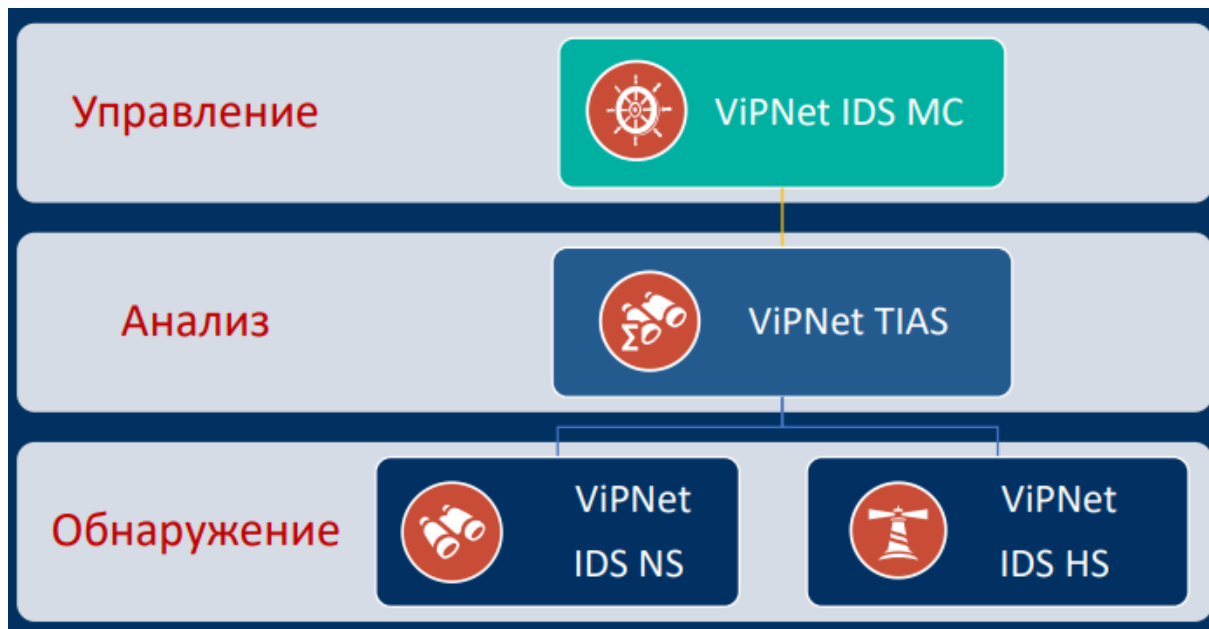 Управление
ViPNet IDS MC
Анализ
Σ
ViPNet TIAS
Обнаружение
ViPNet
IDS NS
ViPNet
IDS HS